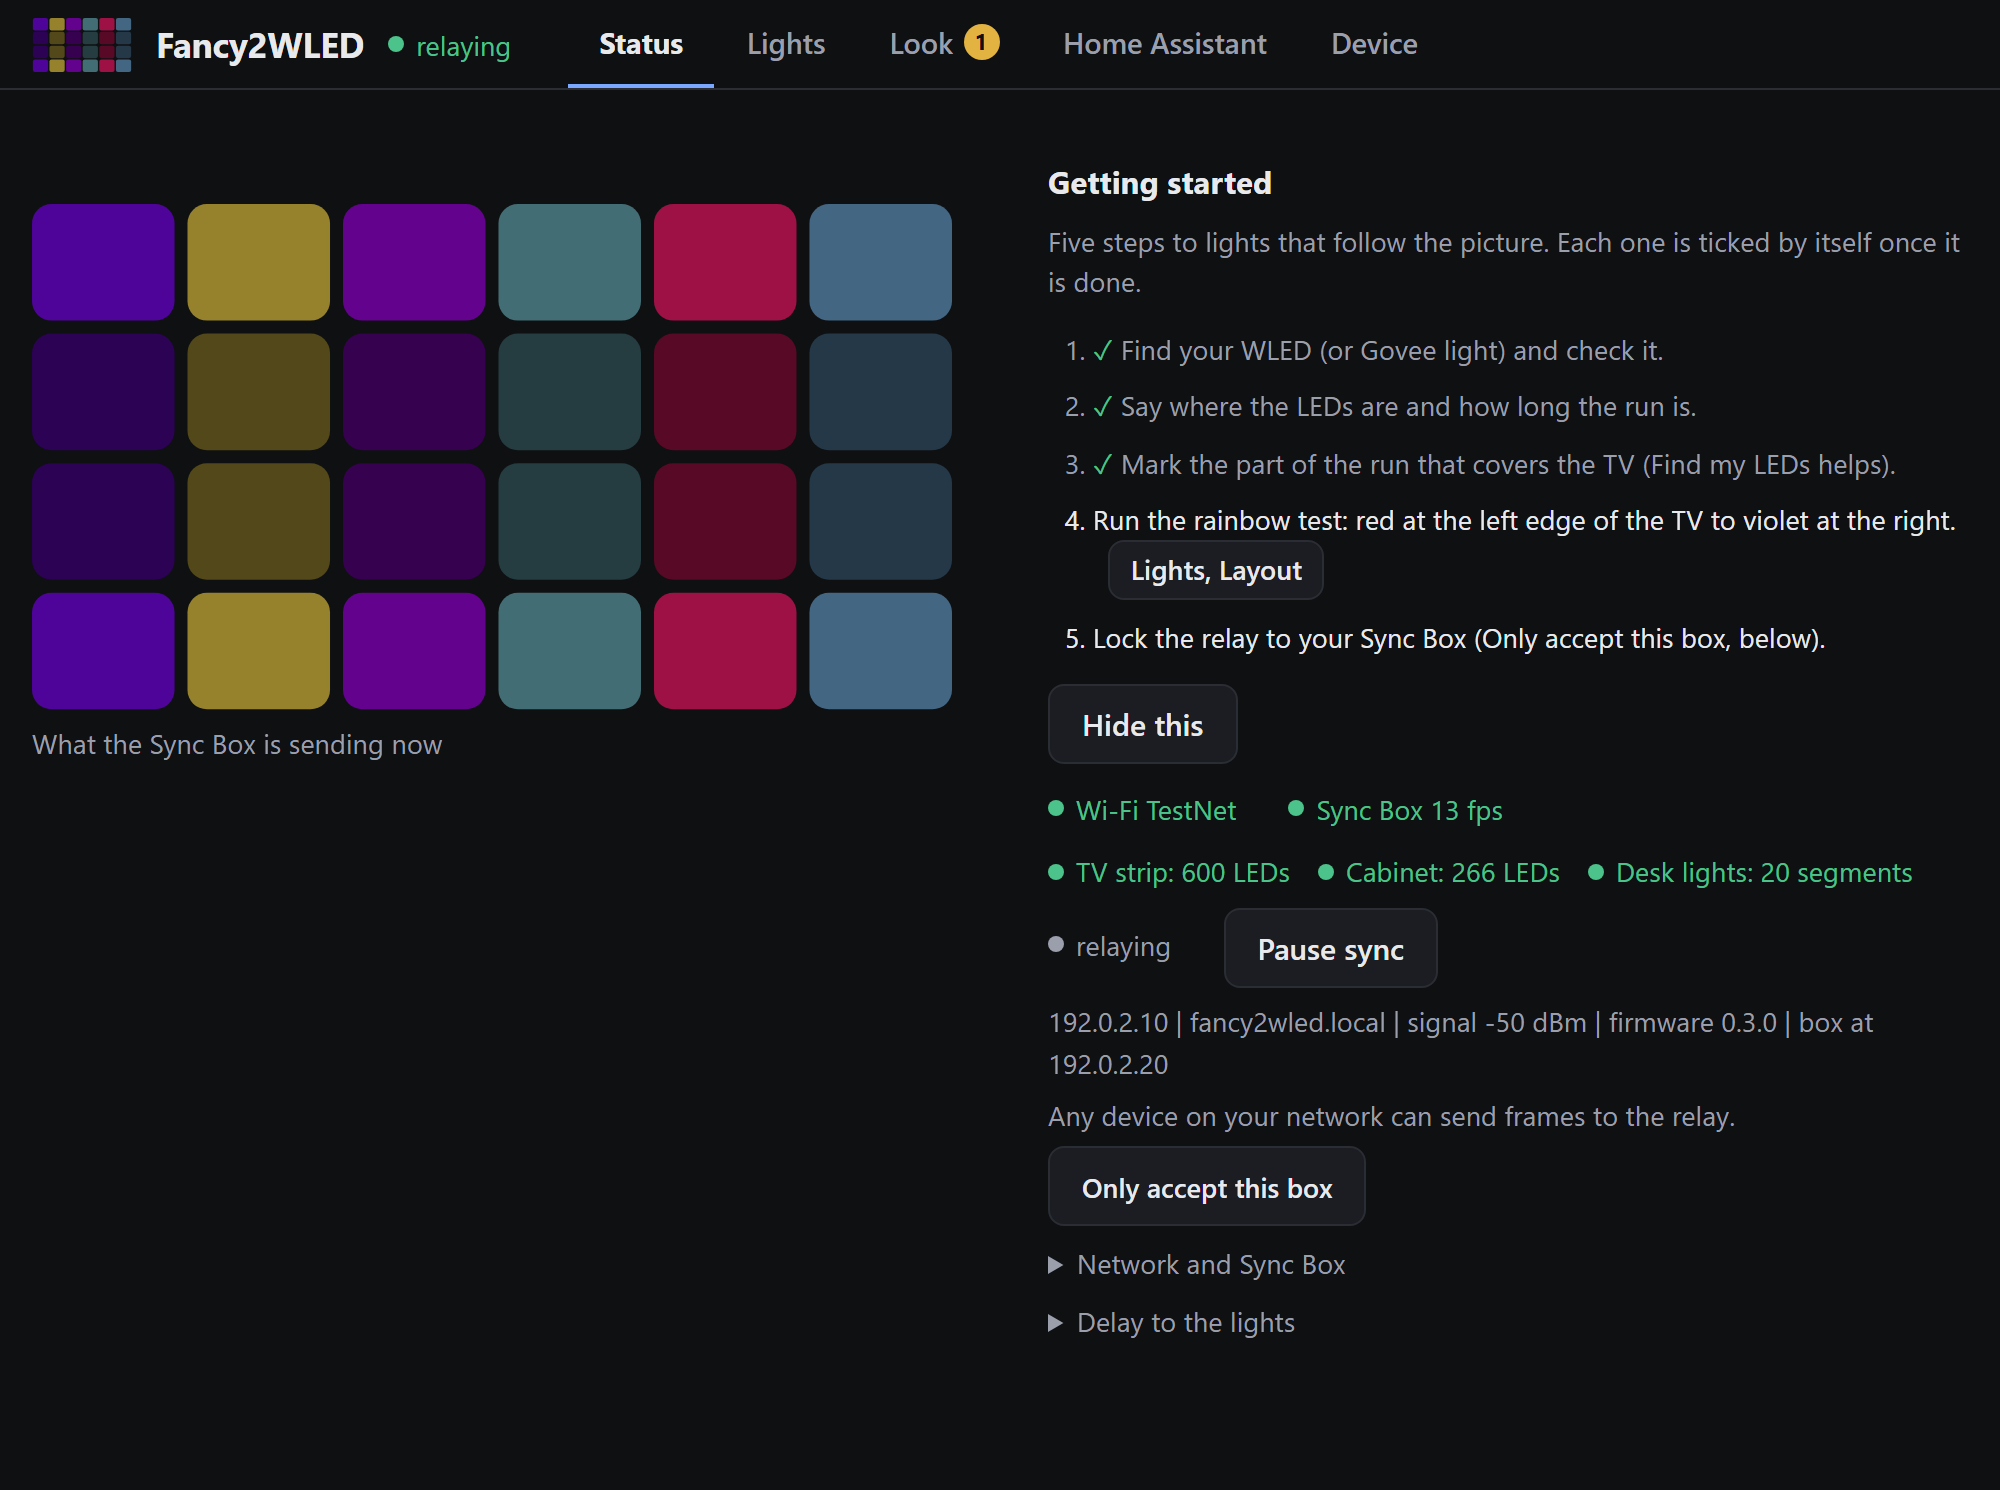 Fancy2WLED
relaying
Status
Lights
Look 1
Home Assistant
Device
What the Sync Box is sending now
Getting started
Five steps to lights that follow the picture. Each one is ticked by itself once it
is done.
1. ✓ Find your WLED (or Govee light) and check it.
2. ✓ Say where the LEDs are and how long the run is.
3. ✓ Mark the part of the run that covers the TV (Find my LEDs helps).
4. Run the rainbow test: red at the left edge of the TV to violet at the right.
Lights, Layout
5. Lock the relay to your Sync Box (Only accept this box, below).
Hide this
Wi-Fi TestNet
Sync Box 13 fps
TV strip: 600 LEDs
Cabinet: 266 LEDs
Desk lights: 20 segments
relaying
Pause sync
192.0.2.10 | fancy2wled.local | signal -50 dBm | firmware 0.3.0 | box at
192.0.2.20
Any device on your network can send frames to the relay.
Only accept this box
Network and Sync Box
Delay to the lights